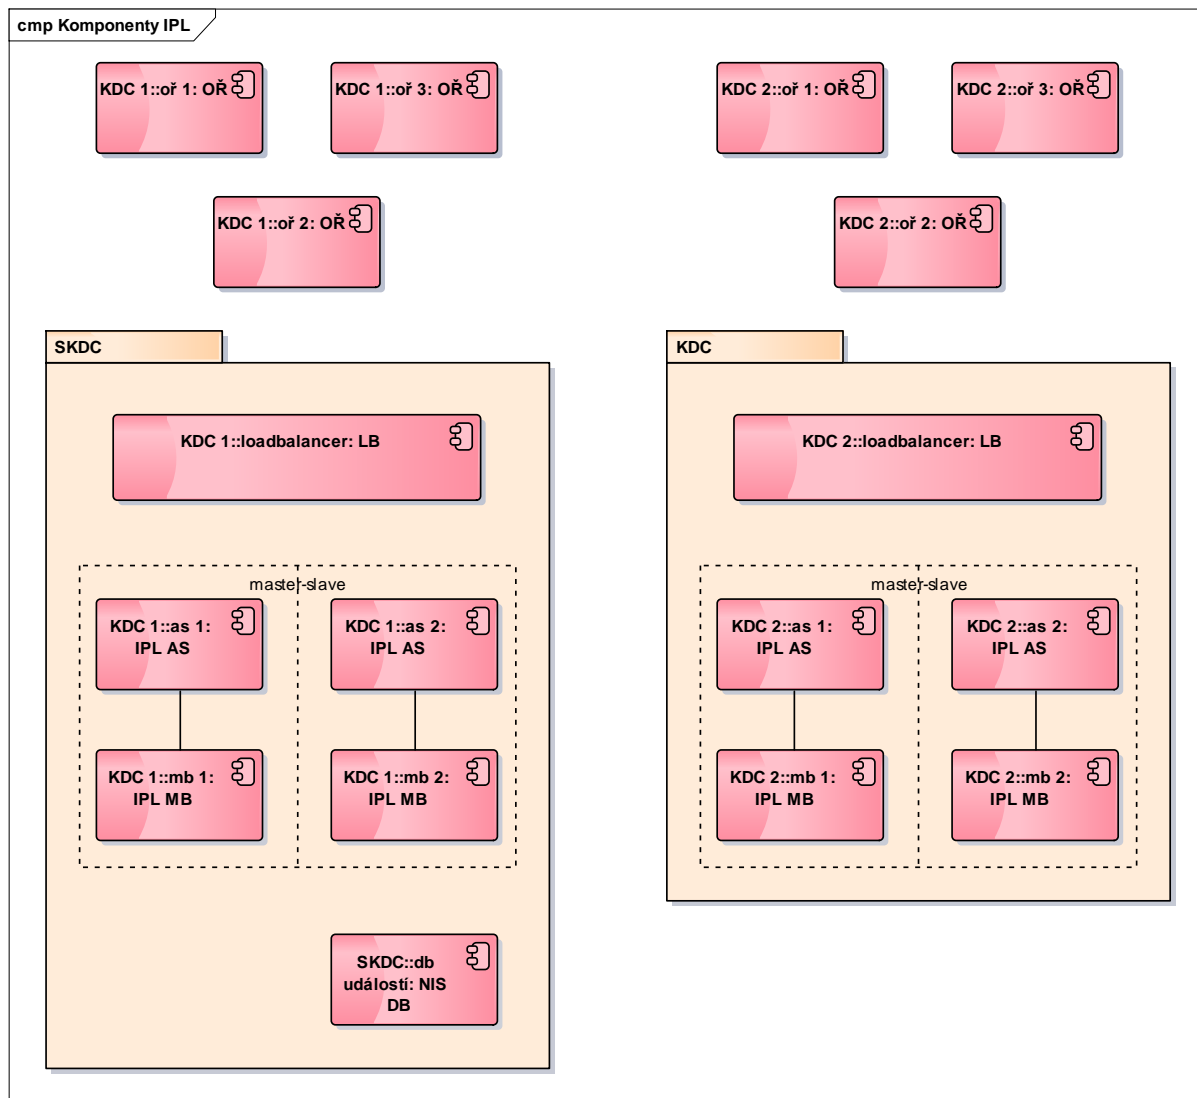 cmp Komponenty IPL
KDC 1::oř 1: OŘ
KDC 1::oř 3: OŘ
KDC 2::oř 1: OŘ
KDC 2::oř 3: OŘ
KDC 1::oř 2: OŘ
KDC 2::oř 2: OŘ
SKDC
KDC 1::loadbalancer: LB
master-slave
KDC 1::as 1:
IPL AS
KDC 1::as 2:
IPL AS
KDC 1::mb 1:
IPL MB
KDC 1::mb 2:
IPL MB
SKDC::db
událostí: NIS
DB
KDC
KDC 2::loadbalancer: LB
master-slave
KDC 2::as 1:
IPL AS
KDC 2::as 2:
IPL AS
KDC 2::mb 1:
IPL MB
KDC 2::mb 2:
IPL MB